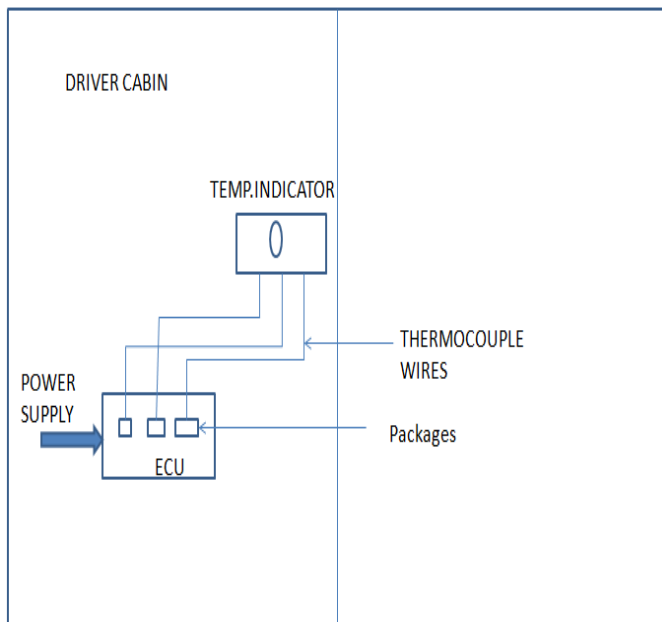 DRIVER CABIN
TEMP.INDICATOR
THERMOCOUPLE
WIRES
POWER
SUPPLY
Packages
ECU